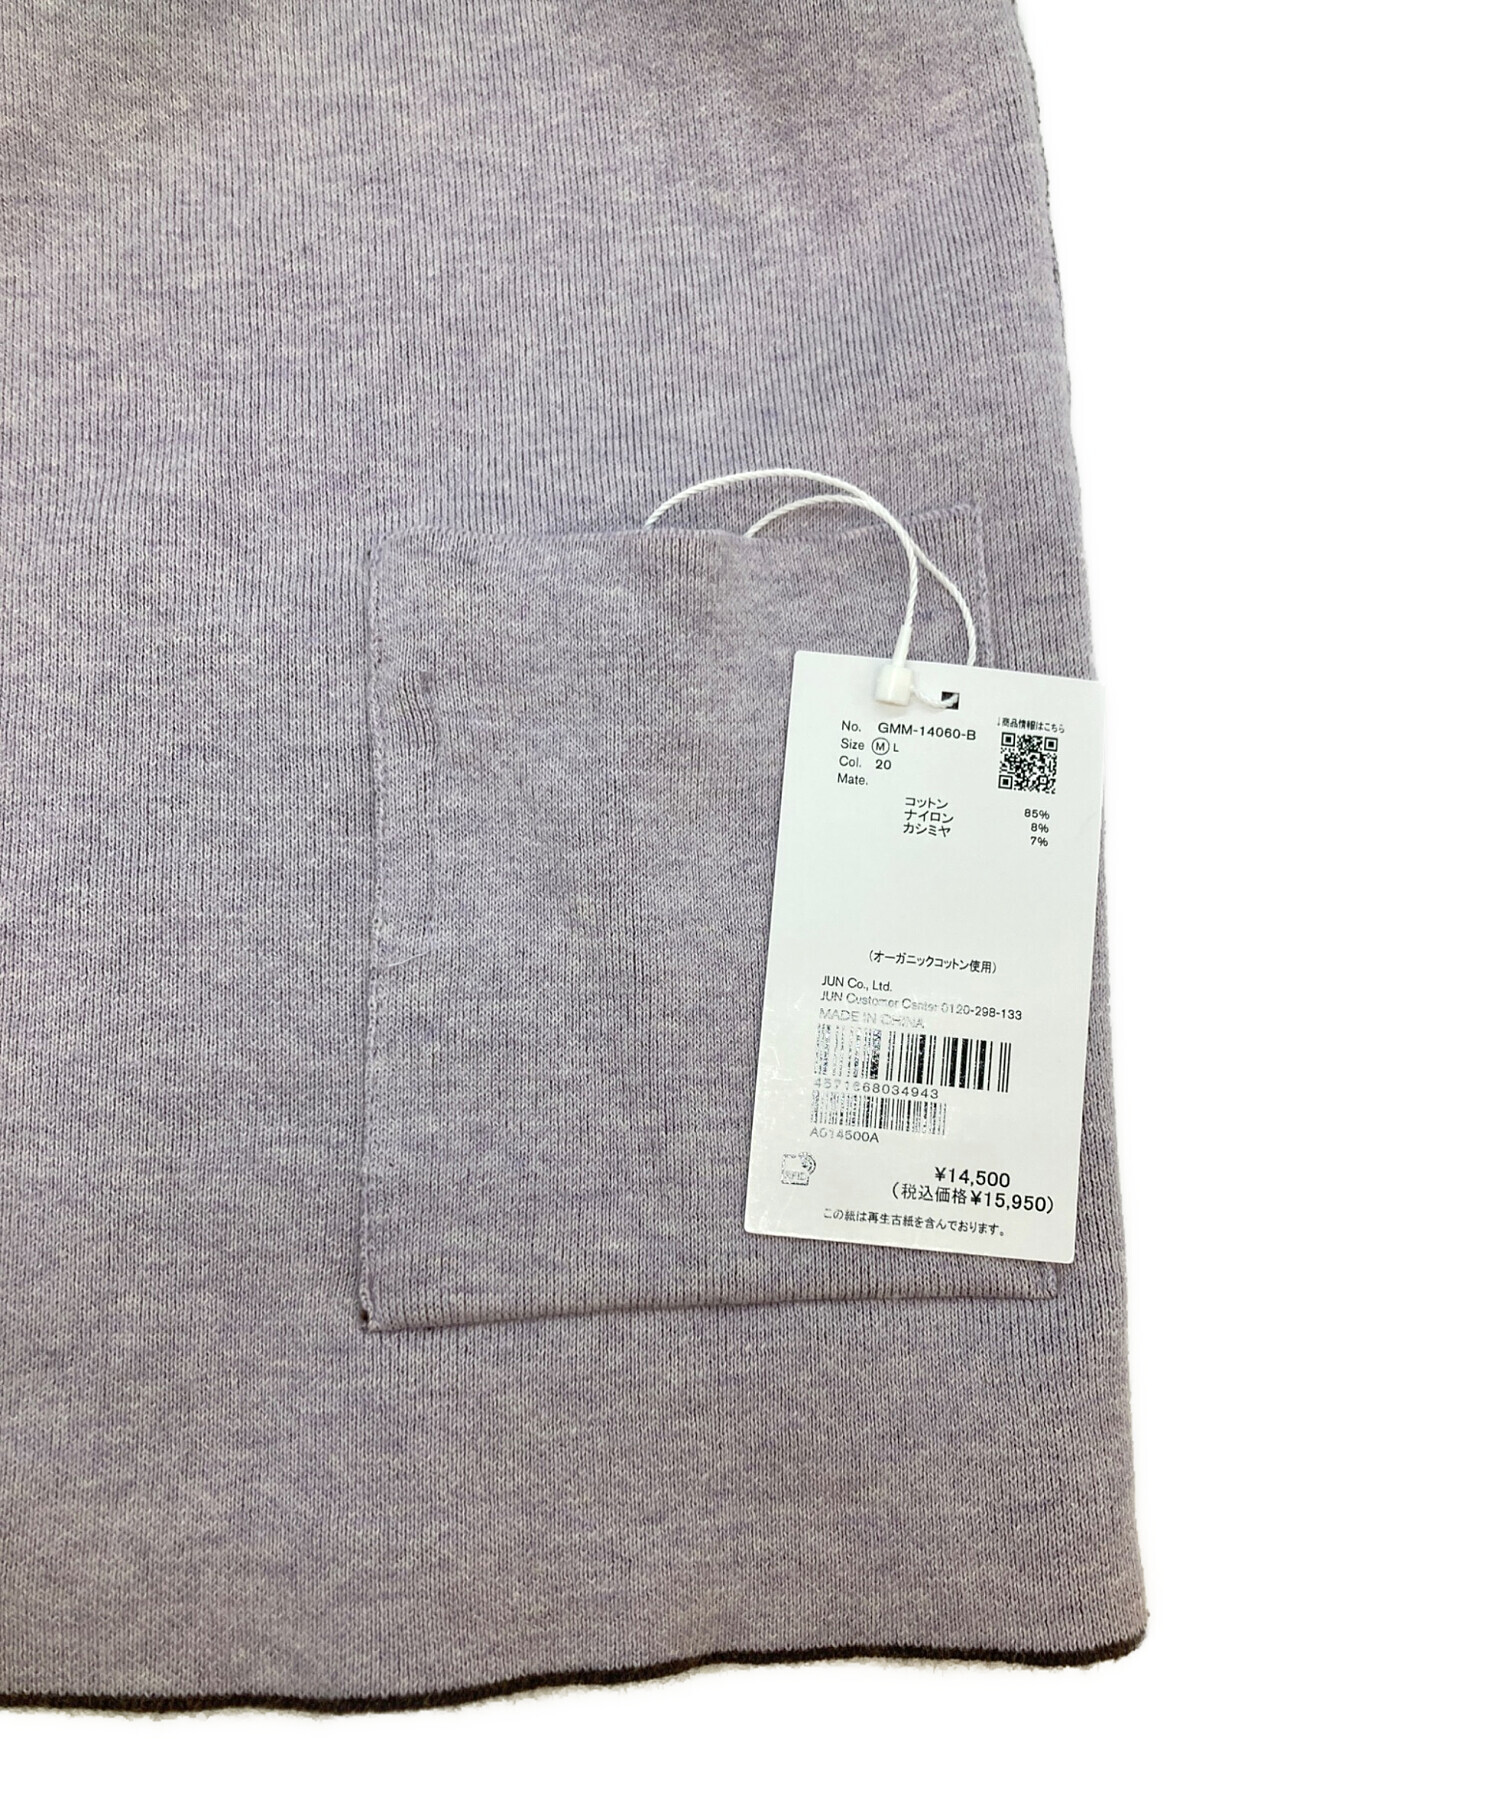 No. GMM-14060-B
↓商品情報はこちら
Size Ⓜ L
Col. 20
Mate.
コットン 85%
ナイロン 8%
カシミヤ 7%
(オーガニックコットン使用)
JUN Co., Ltd.
JUN Customer Center 0120-298-133
MADE IN CHINA
4571668034943
A014500A
¥14,500
(税込価格¥15,950)
この紙は再生古紙を含んでおります。